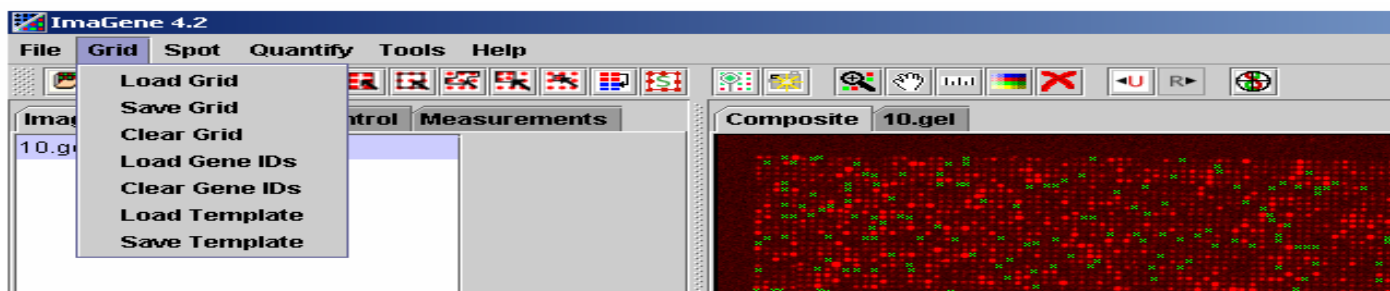 ImaGene 4.2
File Grid Spot Quantify Tools Help
Load Grid
Save Grid
Clear Grid
Load Gene IDs
Clear Gene IDs
Load Template
Save Template
Measurements
Composite 10.gel
U R